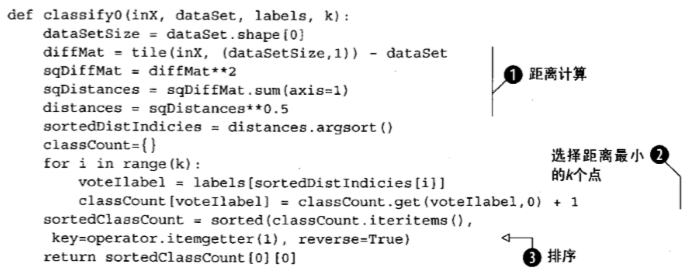 def classify0(inX, dataSet, labels, k):
    dataSetSize = dataSet.shape[0]
    diffMat = tile(inX, (dataSetSize,1)) - dataSet
    sqDiffMat = diffMat**2
    sqDistances = sqDiffMat.sum(axis=1)
    distances = sqDistances**0.5
❶ 距离计算
    sortedDistIndicies = distances.argsort()
    classCount={}
    for i in range(k):
        voteIlabel = labels[sortedDistIndicies[i]]
        classCount[voteIlabel] = classCount.get(voteIlabel,0) + 1
选择距离最小 ❷
的k个点
    sortedClassCount = sorted(classCount.iteritems(),
     key=operator.itemgetter(1), reverse=True)
❸ 排序
    return sortedClassCount[0][0]